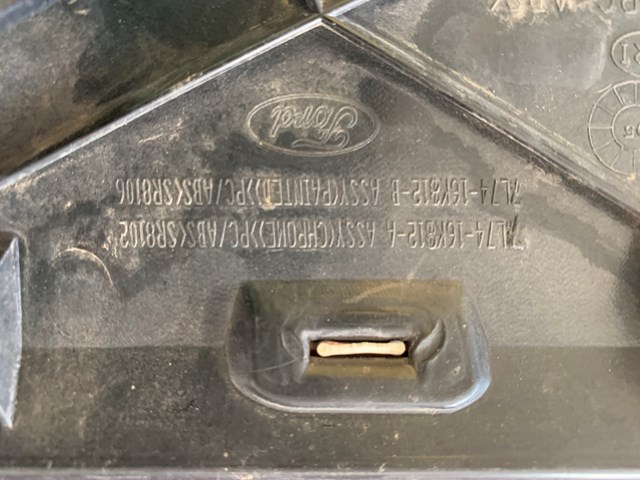 7L74-16K812-A ASSY(CHROME)>PC/ABS<SR8102
7L74-16K812-B ASSY(PAINTED)>PC/ABS<SR8106
Ford